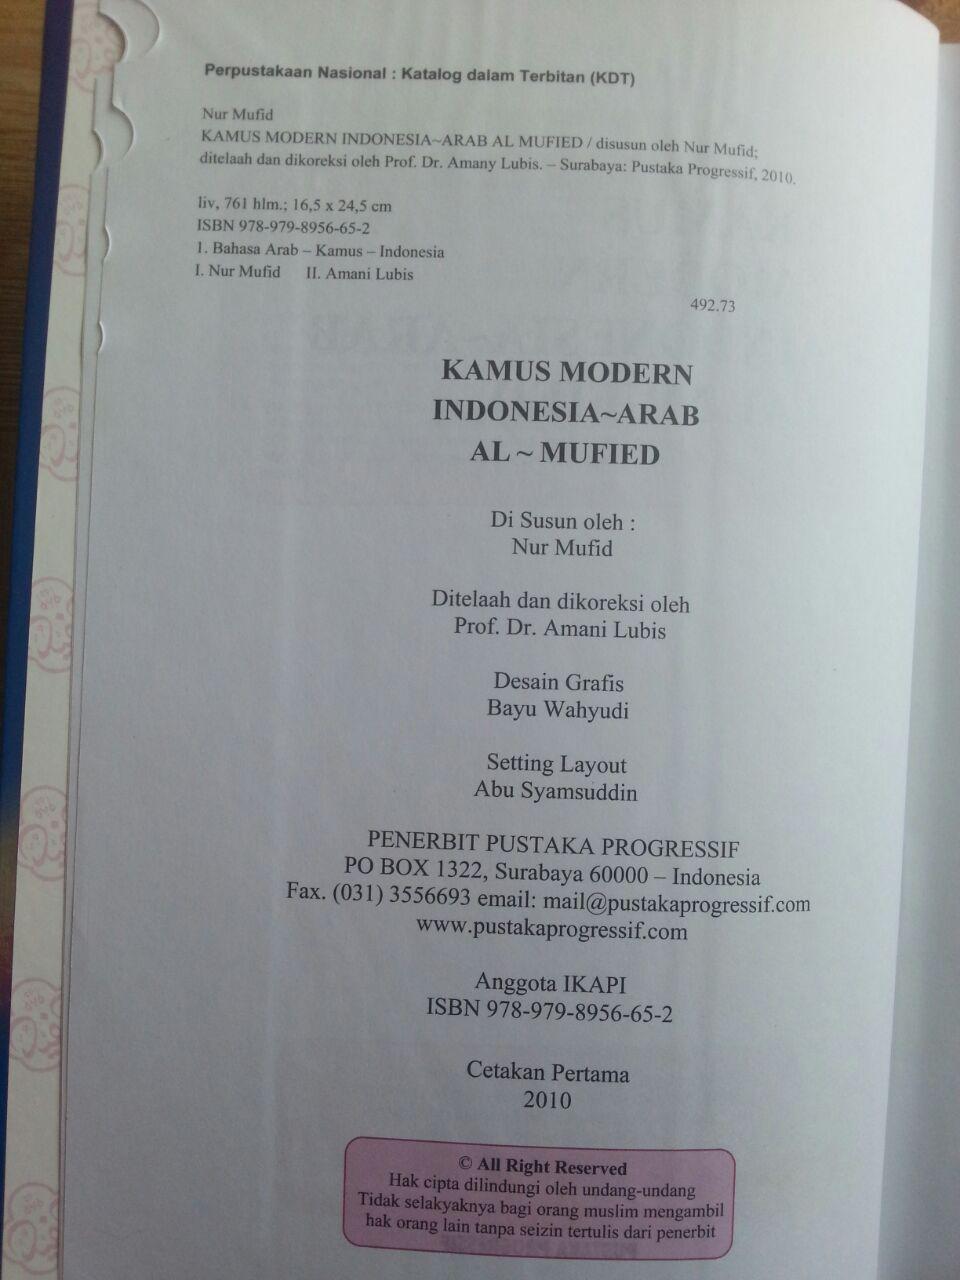 Perpustakaan Nasional : Katalog dalam Terbitan (KDT)
Nur Mufid
KAMUS MODERN INDONESIA~ARAB AL MUFIED / disusun oleh Nur Mufid;
ditelaah dan dikoreksi oleh Prof. Dr. Amany Lubis. – Surabaya: Pustaka Progressif, 2010.
liv, 761 hlm.; 16,5 x 24,5 cm
ISBN 978-979-8956-65-2
1. Bahasa Arab – Kamus – Indonesia
I. Nur Mufid II. Amani Lubis
492.73
KAMUS MODERN
INDONESIA~ARAB
AL ~ MUFIED
Di Susun oleh :
Nur Mufid
Ditelaah dan dikoreksi oleh
Prof. Dr. Amani Lubis
Desain Grafis
Bayu Wahyudi
Setting Layout
Abu Syamsuddin
PENERBIT PUSTAKA PROGRESSIF
PO BOX 1322, Surabaya 60000 – Indonesia
Fax. (031) 3556693 email: mail@pustakaprogressif.com
www.pustakaprogressif.com
Anggota IKAPI
ISBN 978-979-8956-65-2
Cetakan Pertama
2010
© All Right Reserved
Hak cipta dilindungi oleh undang-undang
Tidak selakyaknya bagi orang muslim mengambil
hak orang lain tanpa seizin tertulis dari penerbit